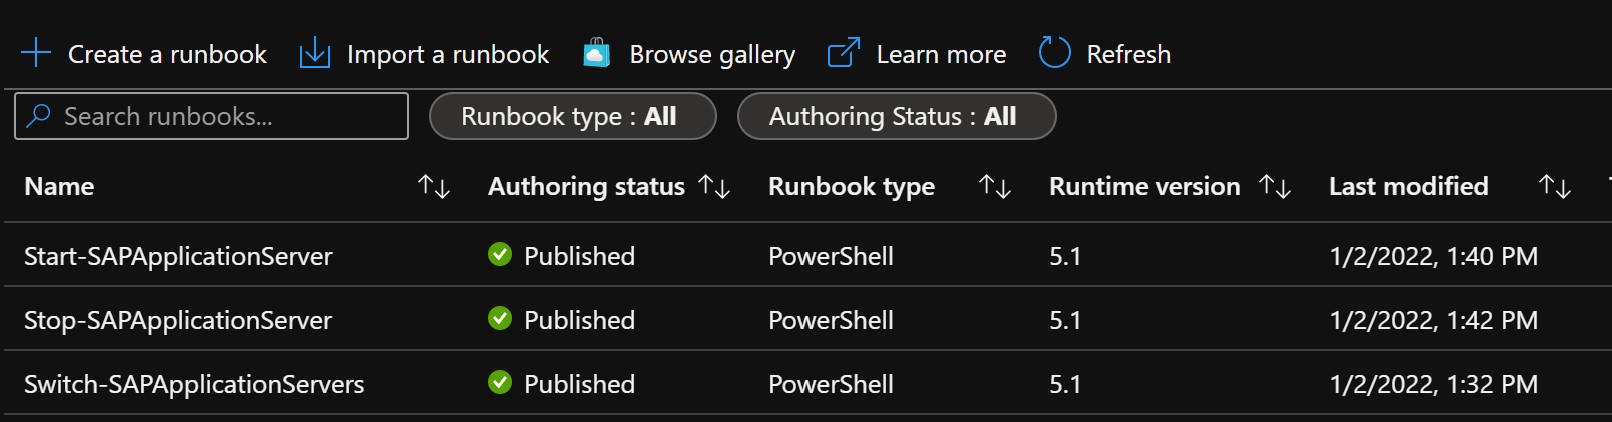 Create a runbook Import a runbook Browse gallery Learn more Refresh
Search runbooks... Runbook type : All Authoring Status : All
Name Authoring status Runbook type Runtime version Last modified
Start-SAPApplicationServer Published PowerShell 5.1 1/2/2022, 1:40 PM
Stop-SAPApplicationServer Published PowerShell 5.1 1/2/2022, 1:42 PM
Switch-SAPApplicationServers Published PowerShell 5.1 1/2/2022, 1:32 PM